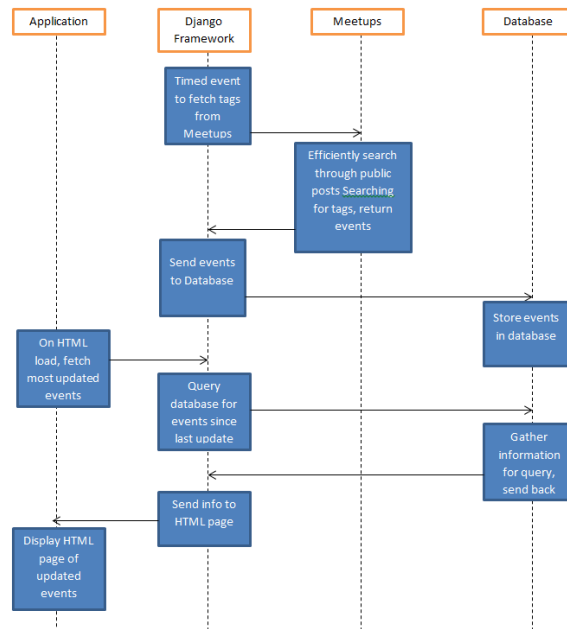 Application
Django
Framework
Meetups
Database
Timed event
to fetch tags
from
Meetups
Efficiently search
through public
posts Searching
for tags, return
events
Send events
to Database
Store events
in database
On HTML
load, fetch
most updated
events
Query
database for
events since
last update
Gather
information
for query,
send back
Send info to
HTML page
Display HTML
page of
updated
events